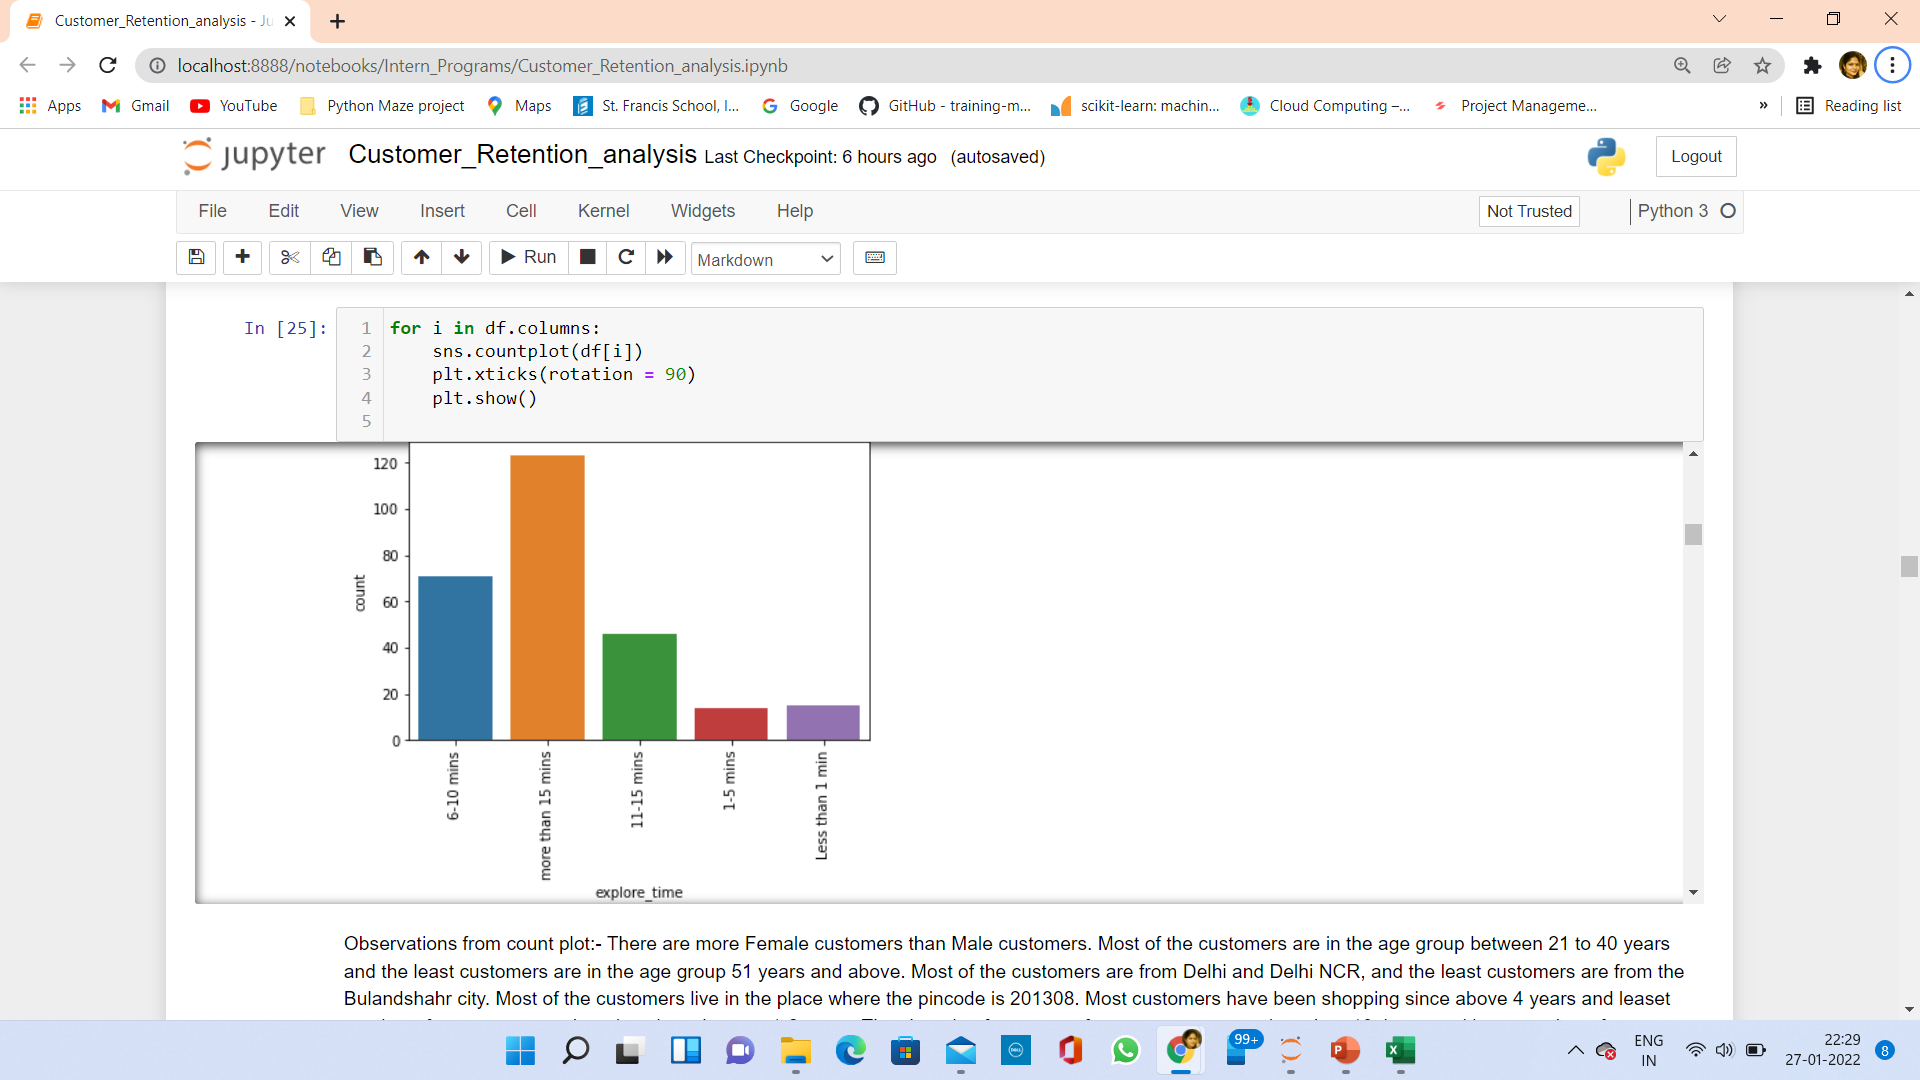 Customer_Retention_analysis - Ju
localhost:8888/notebooks/Intern_Programs/Customer_Retention_analysis.ipynb
Apps Gmail YouTube Python Maze project Maps St. Francis School, I... Google GitHub - training-m... scikit-learn: machin... Cloud Computing –... Project Manageme... » Reading list
jupyter Customer_Retention_analysis Last Checkpoint: 6 hours ago (autosaved) Logout
File Edit View Insert Cell Kernel Widgets Help Not Trusted Python 3
Run Markdown
In [25]: 1 for i in df.columns:
2 sns.countplot(df[i])
3 plt.xticks(rotation = 90)
4 plt.show()
5
120
100
80
60
40
20
0
count
6-10 mins
more than 15 mins
11-15 mins
1-5 mins
Less than 1 min
explore_time
Observations from count plot:- There are more Female customers than Male customers. Most of the customers are in the age group between 21 to 40 years
and the least customers are in the age group 51 years and above. Most of the customers are from Delhi and Delhi NCR, and the least customers are from the
Bulandshahr city. Most of the customers live in the place where the pincode is 201308. Most customers have been shopping since above 4 years and leaset
99+
ENG
IN
22:29
27-01-2022
8